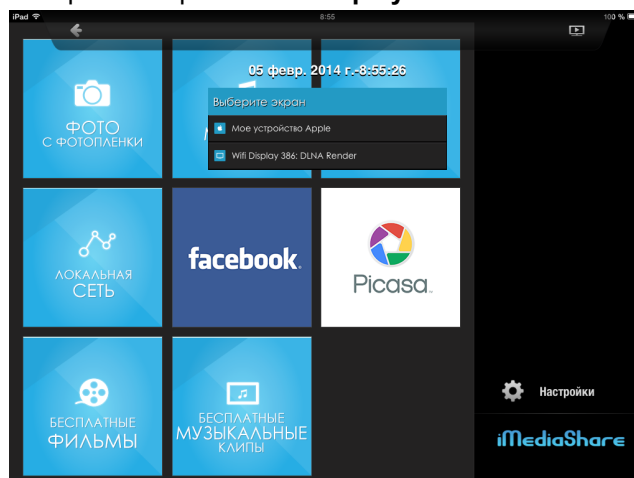 iPad
8:55
100 %
05 февр. 2014 г.-8:55:26
Выберите экран
Мое устройство Apple
Wifi Display 386: DLNA Render
ФОТО
С ФОТОПЛЕНКИ
ЛОКАЛЬНАЯ
СЕТЬ
facebook.
Picasa
БЕСПЛАТНЫЕ
ФИЛЬМЫ
БЕСПЛАТНЫЕ
МУЗЫКАЛЬНЫЕ
КЛИПЫ
Настройки
iMediaShare